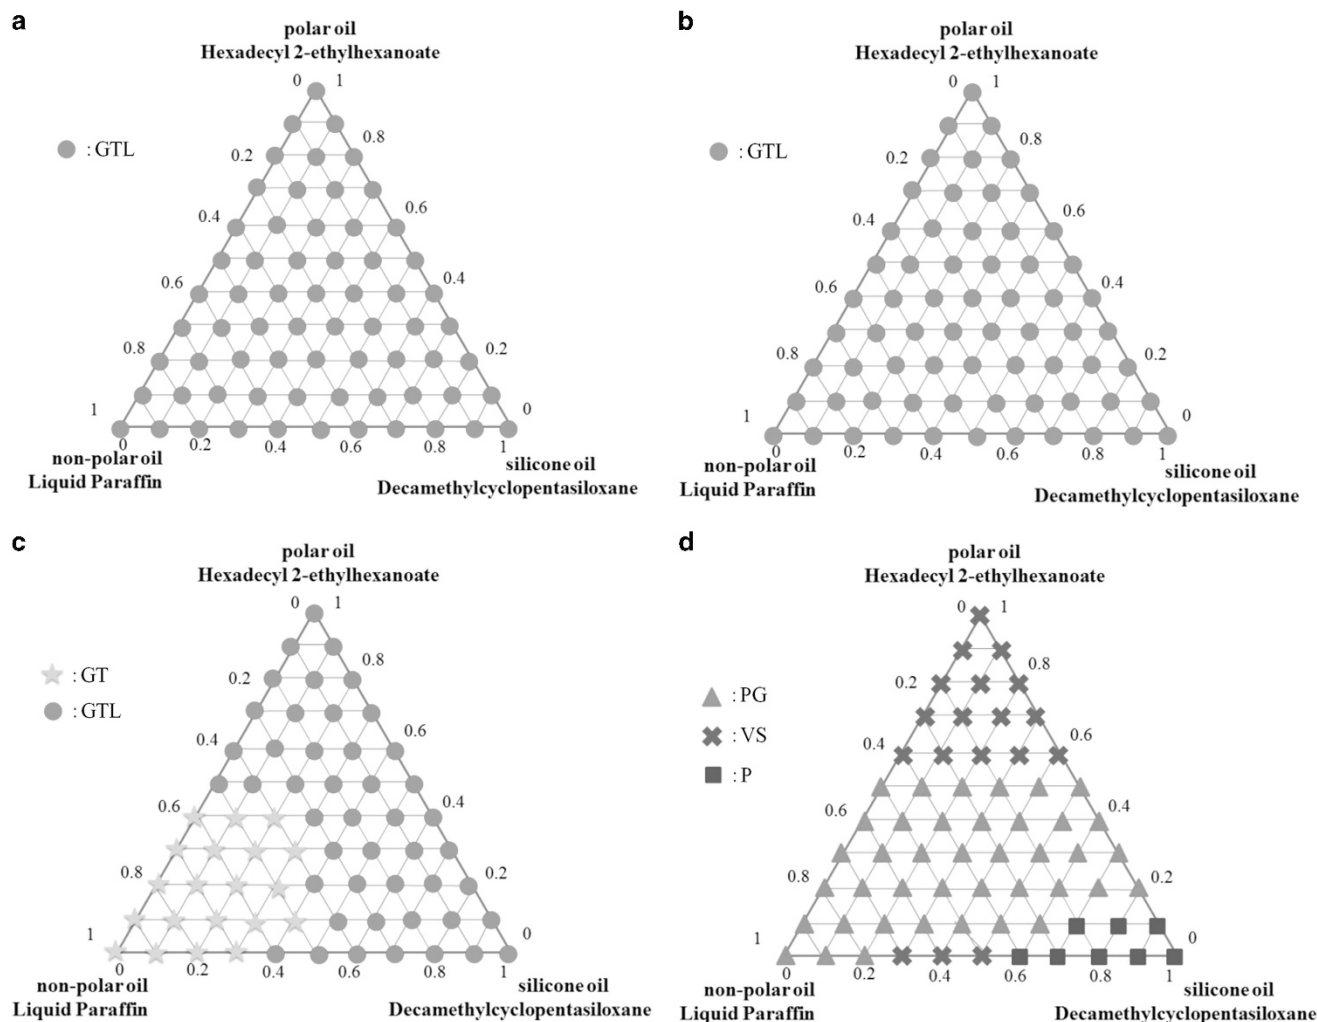 a
polar oil
Hexadecyl 2-ethylhexanoate
0 1
: GTL
0.8
0.2
0.6
0.4
0.4
0.6
0.2
0.8
0
1
0 0.2 0.4 0.6 0.8 1
non-polar oil
Liquid Paraffin
silicone oil
Decamethylcyclopentasiloxane
b
polar oil
Hexadecyl 2-ethylhexanoate
0 1
: GTL
0.8
0.2
0.6
0.4
0.4
0.6
0.2
0.8
0
1
0 0.2 0.4 0.6 0.8 1
non-polar oil
Liquid Paraffin
silicone oil
Decamethylcyclopentasiloxane
c
polar oil
Hexadecyl 2-ethylhexanoate
0 1
: GT
: GTL
0.8
0.2
0.6
0.4
0.4
0.6
0.2
0.8
0
1
0 0.2 0.4 0.6 0.8 1
non-polar oil
Liquid Paraffin
silicone oil
Decamethylcyclopentasiloxane
d
polar oil
Hexadecyl 2-ethylhexanoate
0 1
: PG
: VS
: P
0.8
0.2
0.6
0.4
0.4
0.6
0.2
0.8
0
1
0 0.2 0.4 0.6 0.8 1
non-polar oil
Liquid Paraffin
silicone oil
Decamethylcyclopentasiloxane